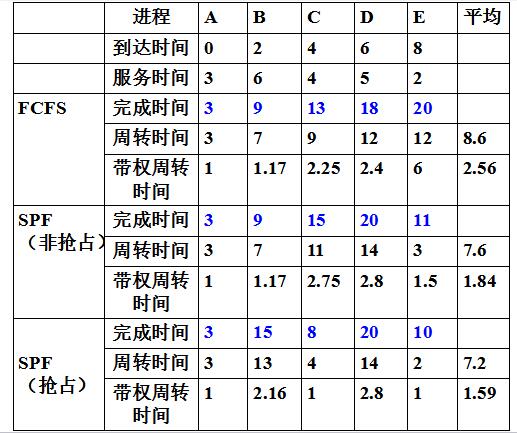 进程 A B C D E 平均
到达时间 0 2 4 6 8
服务时间 3 6 4 5 2
FCFS 完成时间 3 9 13 18 20
周转时间 3 7 9 12 12 8.6
带权周转时间 1 1.17 2.25 2.4 6 2.56
SPF（非抢占） 完成时间 3 9 15 20 11
周转时间 3 7 11 14 3 7.6
带权周转时间 1 1.17 2.75 2.8 1.5 1.84
SPF（抢占） 完成时间 3 15 8 20 10
周转时间 3 13 4 14 2 7.2
带权周转时间 1 2.16 1 2.8 1 1.59